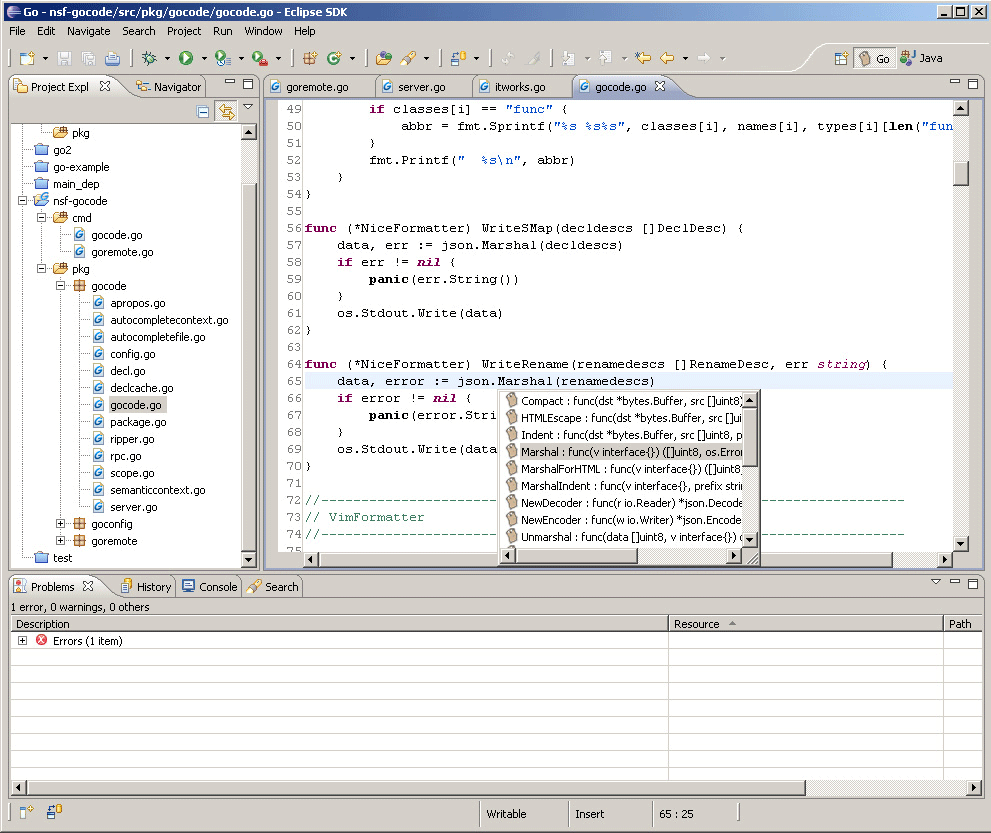 Go - nsf-gocode/src/pkg/gocode/gocode.go - Eclipse SDK
File Edit Navigate Search Project Run Window Help
Go Java
Project Expl Navigator
pkg
go2
go-example
main_dep
nsf-gocode
cmd
gocode.go
goremote.go
pkg
gocode
apropos.go
autocompletecontext.go
autocompletefile.go
config.go
decl.go
declcache.go
gocode.go
package.go
ripper.go
rpc.go
scope.go
semanticcontext.go
server.go
goconfig
goremote
test
goremote.go server.go itworks.go gocode.go
49 if classes[i] == "func" {
50 abbr = fmt.Sprintf("%s %s%s", classes[i], names[i], types[i][len("fun
51 }
52 fmt.Printf("  %s\n", abbr)
53 }
54 }
55
56 func (*NiceFormatter) WriteSMap(decldescs []DeclDesc) {
57 data, err := json.Marshal(decldescs)
58 if err != nil {
59 panic(err.String())
60 }
61 os.Stdout.Write(data)
62 }
63
64 func (*NiceFormatter) WriteRename(renamedescs []RenameDesc, err string) {
65 data, error := json.Marshal(renamedescs)
66 if error != nil {
67 panic(error.Stri
68 }
69 os.Stdout.Write(data
70 }
71
72 //------------------------------------------------------------------------
73 // VimFormatter
74 //------------------------------------------------------------------------
75
Compact : func(dst *bytes.Buffer, src []uint8)
HTMLEscape : func(dst *bytes.Buffer, src []ui
Indent : func(dst *bytes.Buffer, src []uint8, p
Marshal : func(v interface{}) ([]uint8, os.Error
MarshalForHTML : func(v interface{}) ([]uint8,
MarshalIndent : func(v interface{}, prefix strin
NewDecoder : func(r io.Reader) *json.Decode
NewEncoder : func(w io.Writer) *json.Encode
Unmarshal : func(data []uint8, v interface{}) o
Problems History Console Search
1 error, 0 warnings, 0 others
Description Resource Path
Errors (1 item)
Writable Insert 65 : 25